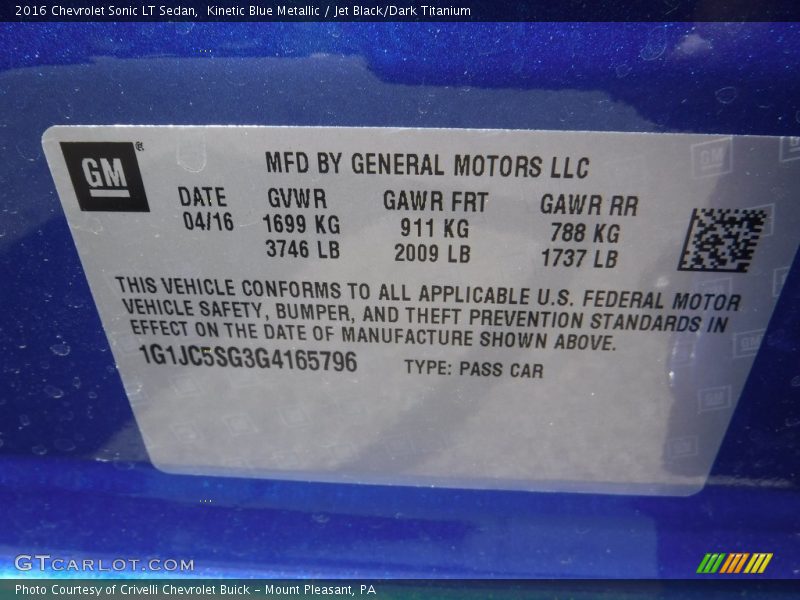 2016 Chevrolet Sonic LT Sedan,  Kinetic Blue Metallic / Jet Black/Dark Titanium
GM®
MFD BY GENERAL MOTORS LLC
DATE GVWR GAWR FRT GAWR RR
04/16 1699 KG 911 KG 788 KG
3746 LB 2009 LB 1737 LB
THIS VEHICLE CONFORMS TO ALL APPLICABLE U.S. FEDERAL MOTOR
VEHICLE SAFETY, BUMPER, AND THEFT PREVENTION STANDARDS IN
EFFECT ON THE DATE OF MANUFACTURE SHOWN ABOVE.
1G1JC5SG3G4165796 TYPE: PASS CAR
GTCARLOT.COM
Photo Courtesy of Crivelli Chevrolet Buick - Mount Pleasant, PA